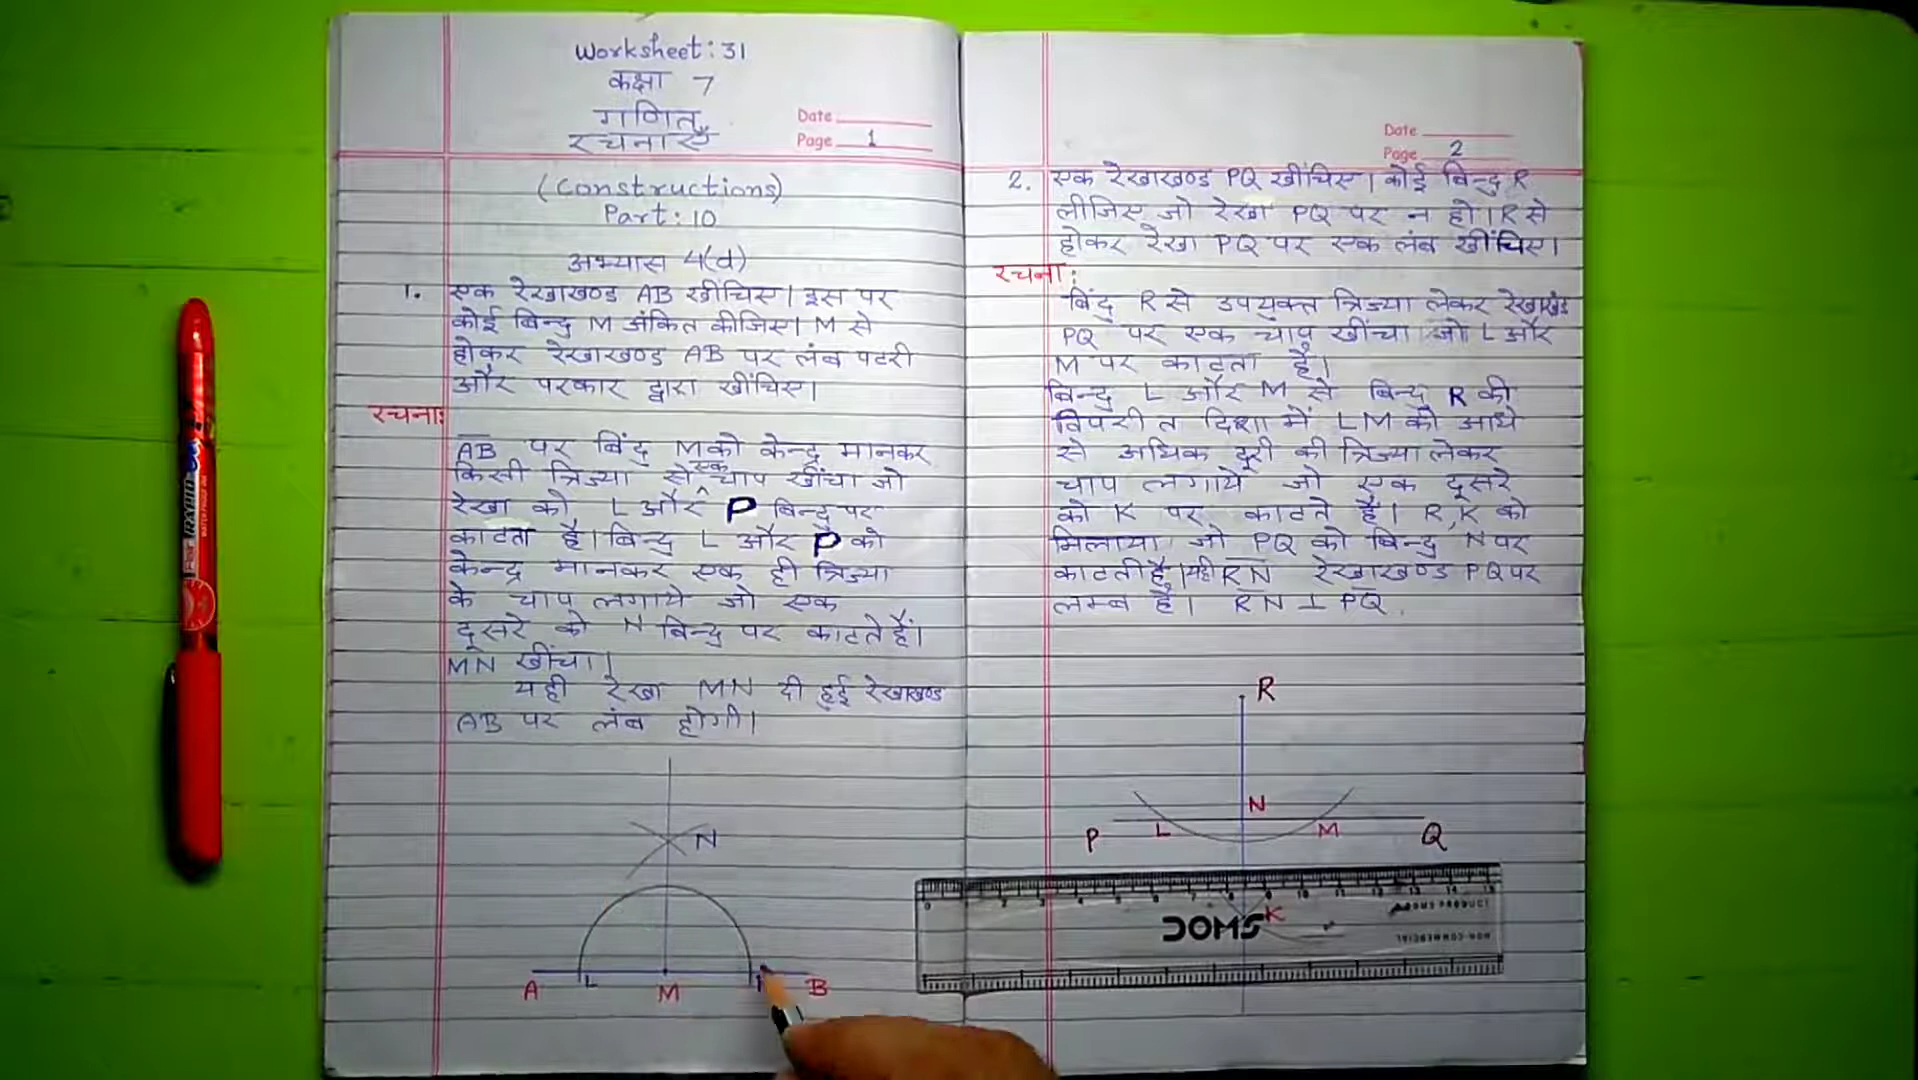 Worksheet: 31
कक्षा 7
गणित
रचनाएँ
Date
Page 1
(Constructions)
Part: 10
अभ्यास 4(d)
1. एक रेखाखण्ड AB खींचिए। इस पर
कोई बिन्दु M अंकित कीजिए। M से
होकर रेखाखण्ड AB पर लंब पटरी
और परकार द्वारा खींचिए।
रचना:
AB पर बिंदु M को केन्द्र मानकर
किसी त्रिज्या से एक चाप खींचा जो
रेखा को L और P बिन्दु पर
काटता है। बिन्दु L और P को
केन्द्र मानकर एक ही त्रिज्या
के चाप लगाये जो एक
दूसरे को N बिन्दु पर काटते हैं।
MN खींचा।
यही रेखा MN दी हुई रेखाखण्ड
AB पर लंब होगी।
N
A L M B
Date
Page 2
2. एक रेखाखण्ड PQ खींचिए। कोई बिन्दु R
लीजिए जो रेखा PQ पर न हो। R से
होकर रेखा PQ पर एक लंब खींचिए।
रचना:
बिंदु R से उपयुक्त त्रिज्या लेकर रेखाखंड
PQ पर एक चाप खींचा जो L और
M पर काटता है।
बिन्दु L और M से बिन्दु R की
विपरीत दिशा में LM की आधे
से अधिक दूरी की त्रिज्या लेकर
चाप लगाये जो एक दूसरे
को K पर काटते हैं। R, K को
मिलाया जो PQ को बिन्दु N पर
काटती है। यही RN रेखाखण्ड PQ पर
लम्ब है। RN ⊥ PQ.
R
N
P L M Q
K
DOMS